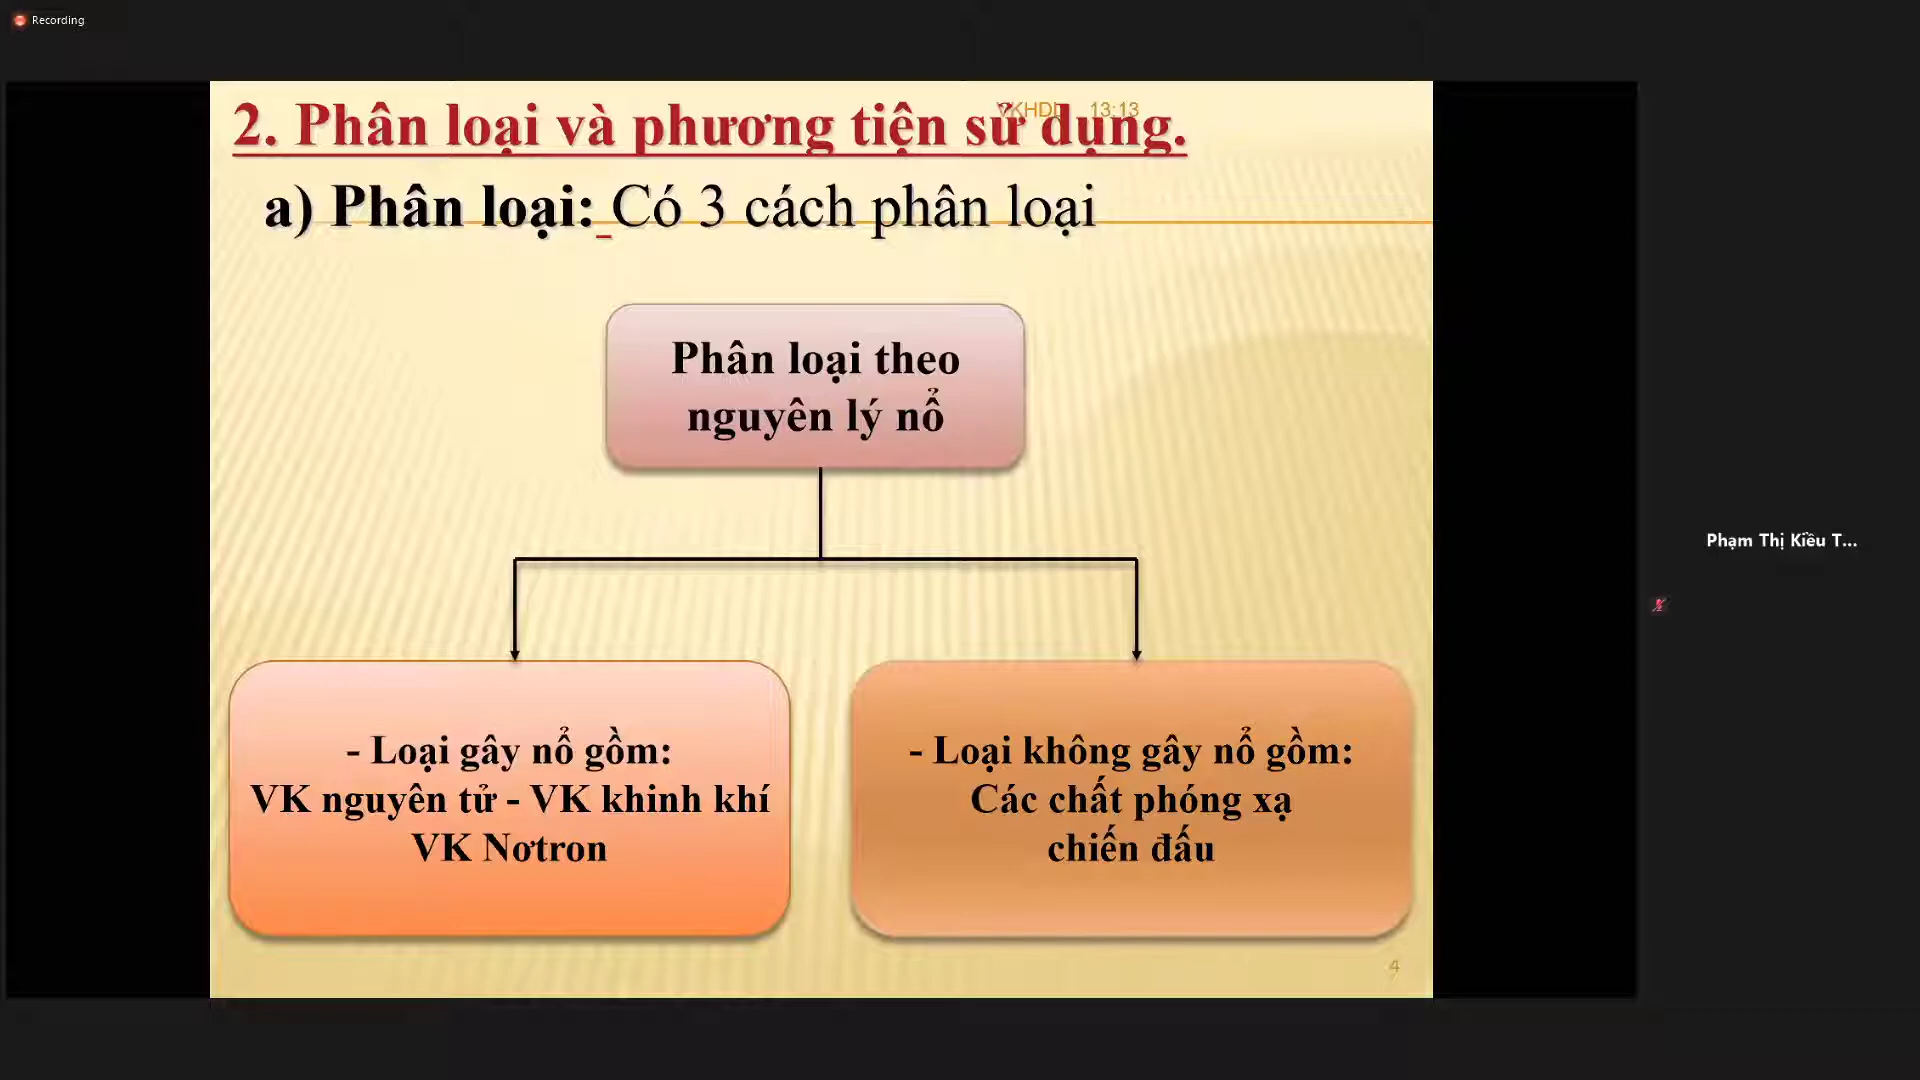 Recording
VKHDL 13:13
2. Phân loại và phương tiện sử dụng.
a) Phân loại: Có 3 cách phân loại
Phân loại theo
nguyên lý nổ
- Loại gây nổ gồm:
VK nguyên tử - VK khinh khí
VK Nơtron
- Loại không gây nổ gồm:
Các chất phóng xạ
chiến đấu
4
Phạm Thị Kiều T...